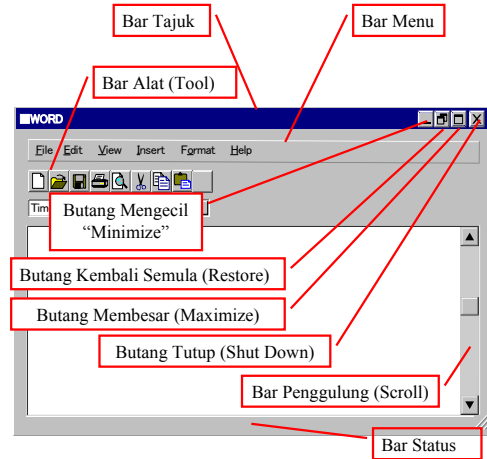 Bar Tajuk
Bar Menu
Bar Alat (Tool)
WORD
File Edit View Insert Format Help
Tim
Butang Mengecil
“Minimize”
Butang Kembali Semula (Restore)
Butang Membesar (Maximize)
Butang Tutup (Shut Down)
Bar Penggulung (Scroll)
Bar Status